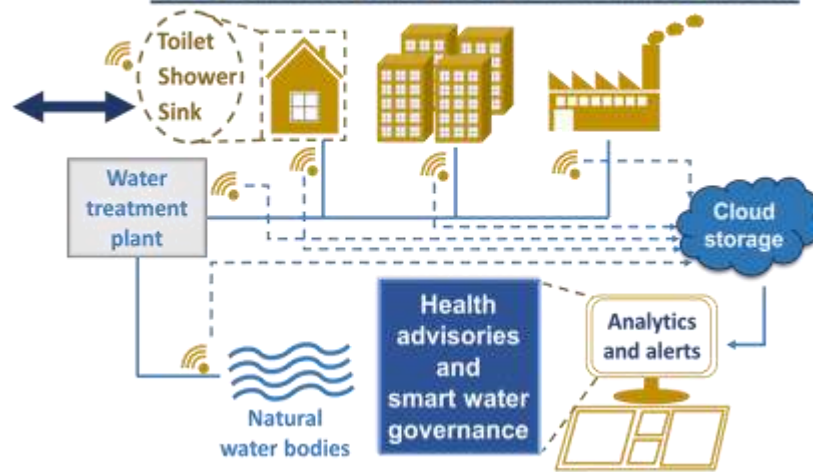 Toilet
Shower
Sink
Water
treatment
plant
Cloud
storage
Health
advisories
and
smart water
governance
Analytics
and alerts
Natural
water bodies